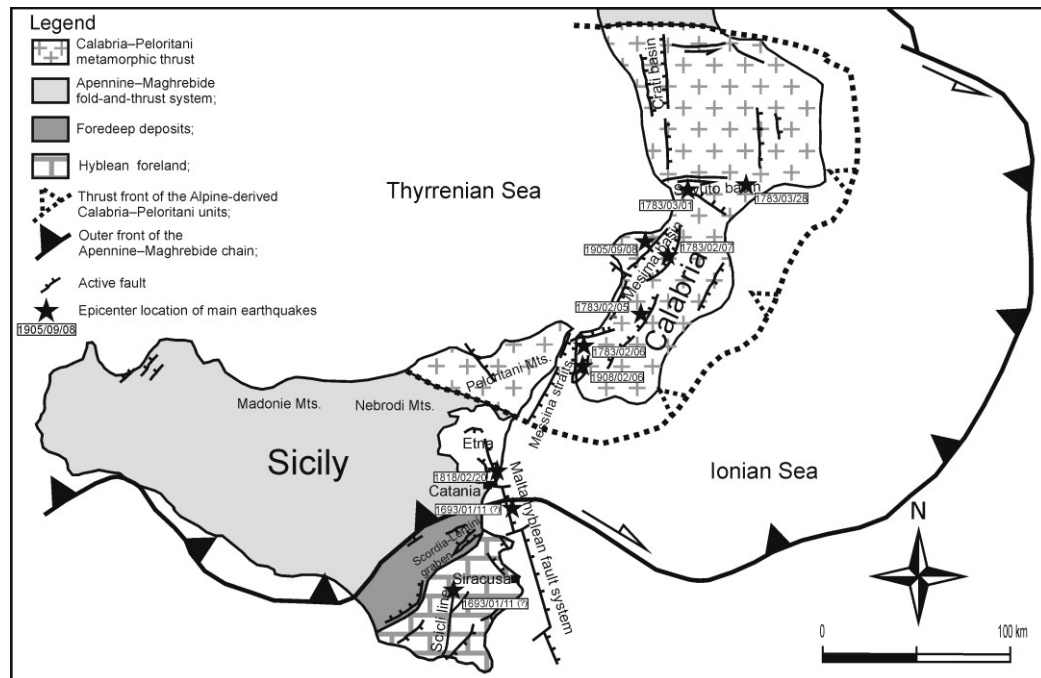 Legend
Calabria–Peloritani
metamorphic thrust
Apennine–Maghrebide
fold-and-thrust system;
Foredeep deposits;
Hyblean foreland;
Thrust front of the Alpine-derived
Calabria–Peloritani units;
Outer front of the
Apennine–Maghrebide chain;
Active fault
Epicenter location of main earthquakes
1905/09/08
Crati basin
Thyrrenian Sea
Savuto basin
1783/03/01
1783/03/28
1905/09/08
1783/02/07
Mesima basin
Calabria
1783/02/05
1783/02/06
1908/02/06
Peloritani Mts.
Messina straits
Madonie Mts.
Nebrodi Mts.
Etna
Sicily
Ionian Sea
1818/02/20
Catania
1693/01/11 (?)
Malta-hyblean fault system
Scordia-Lentini
graben
Siracusa
1693/01/11 (?)
Scicli line
N
0
100 km